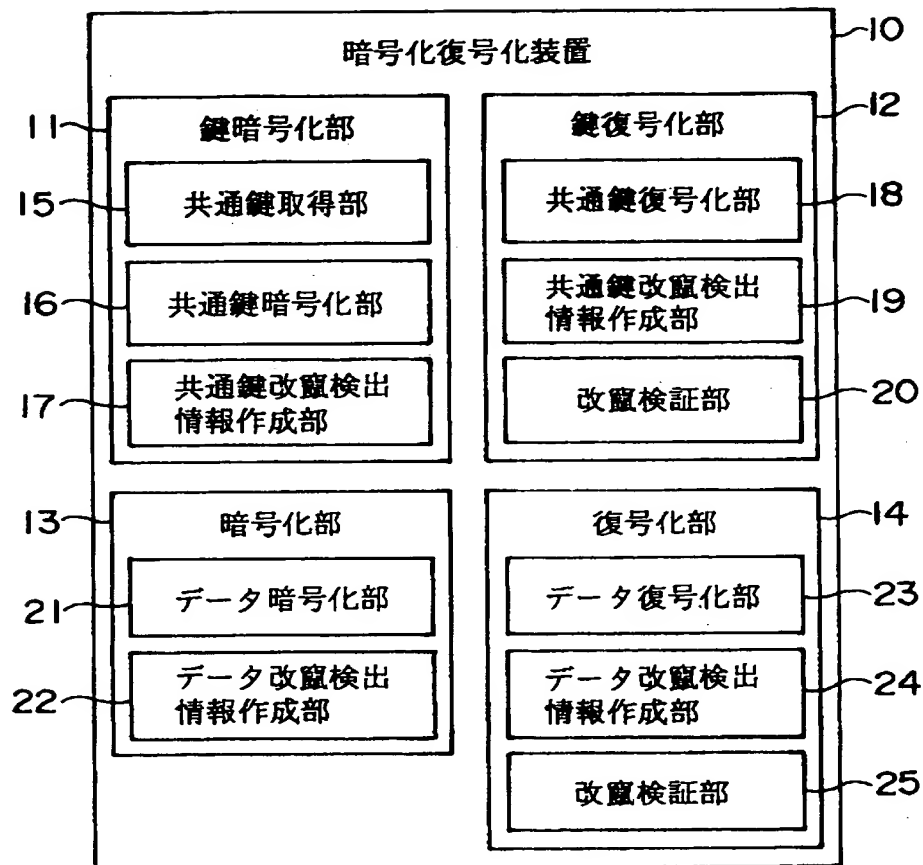 10
暗号化復号化装置
11
鍵暗号化部
15
共通鍵取得部
16
共通鍵暗号化部
17
共通鍵改竄検出
情報作成部
12
鍵復号化部
18
共通鍵復号化部
19
共通鍵改竄検出
情報作成部
20
改竄検証部
13
暗号化部
21
データ暗号化部
22
データ改竄検出
情報作成部
14
復号化部
23
データ復号化部
24
データ改竄検出
情報作成部
25
改竄検証部